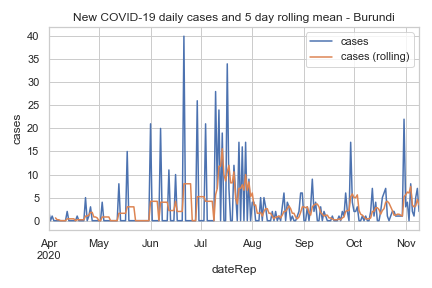 New COVID-19 daily cases and 5 day rolling mean - Burundi
cases
cases (rolling)
40
35
30
25
20
15
10
5
0
cases
Apr
2020
May
Jun
Jul
Aug
Sep
Oct
Nov
dateRep